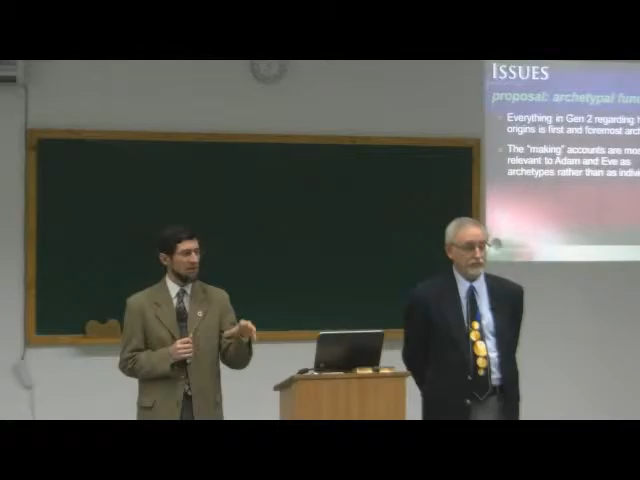 ISSUES
proposal: archetypal
Everything in Gen 2 regarding
origins is first and foremost
The "making" accounts are
relevant to Adam and Eve as
archetypes rather than as